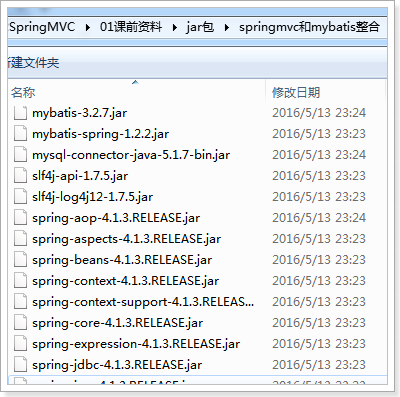 SpringMVC ▸ 01课前资料 ▸ jar包 ▸ springmvc和mybatis整合
建文件夹
名称 修改日期
mybatis-3.2.7.jar 2016/5/13 23:24
mybatis-spring-1.2.2.jar 2016/5/13 23:24
mysql-connector-java-5.1.7-bin.jar 2016/5/13 23:24
slf4j-api-1.7.5.jar 2016/5/13 23:23
slf4j-log4j12-1.7.5.jar 2016/5/13 23:23
spring-aop-4.1.3.RELEASE.jar 2016/5/13 23:23
spring-aspects-4.1.3.RELEASE.jar 2016/5/13 23:23
spring-beans-4.1.3.RELEASE.jar 2016/5/13 23:23
spring-context-4.1.3.RELEASE.jar 2016/5/13 23:23
spring-context-support-4.1.3.RELEAS... 2016/5/13 23:23
spring-core-4.1.3.RELEASE.jar 2016/5/13 23:23
spring-expression-4.1.3.RELEASE.jar 2016/5/13 23:23
spring-jdbc-4.1.3.RELEASE.jar 2016/5/13 23:23